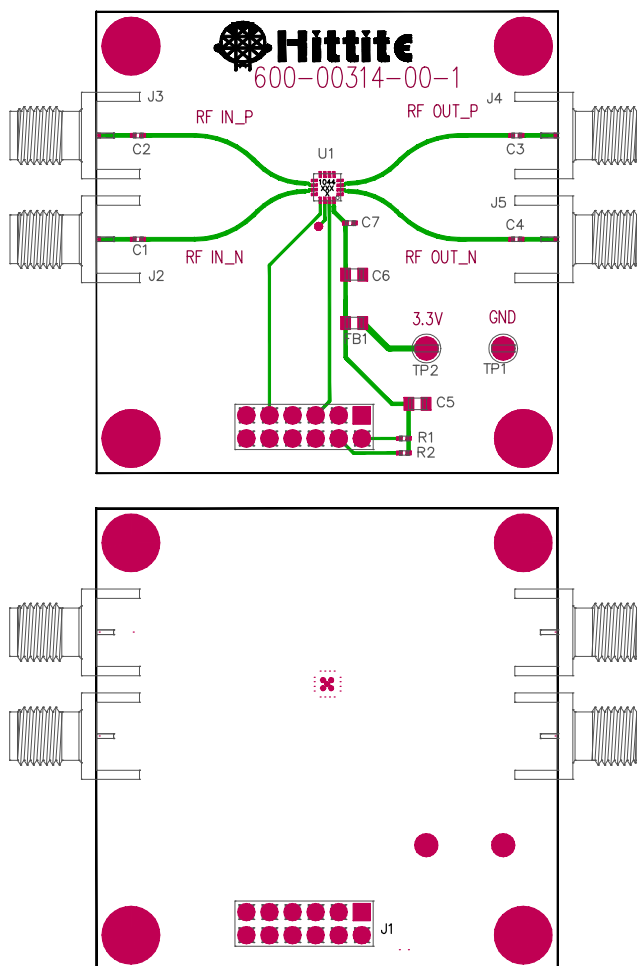 Hittite
600-00314-00-1
J3
J4
RF IN_P
RF OUT_P
C2
U1
C3
1044
XXX
X
J5
C7
C1
C4
RF IN_N
RF OUT_N
J2
C6
3.3V
GND
FB1
TP2
TP1
C5
R1
R2
J1